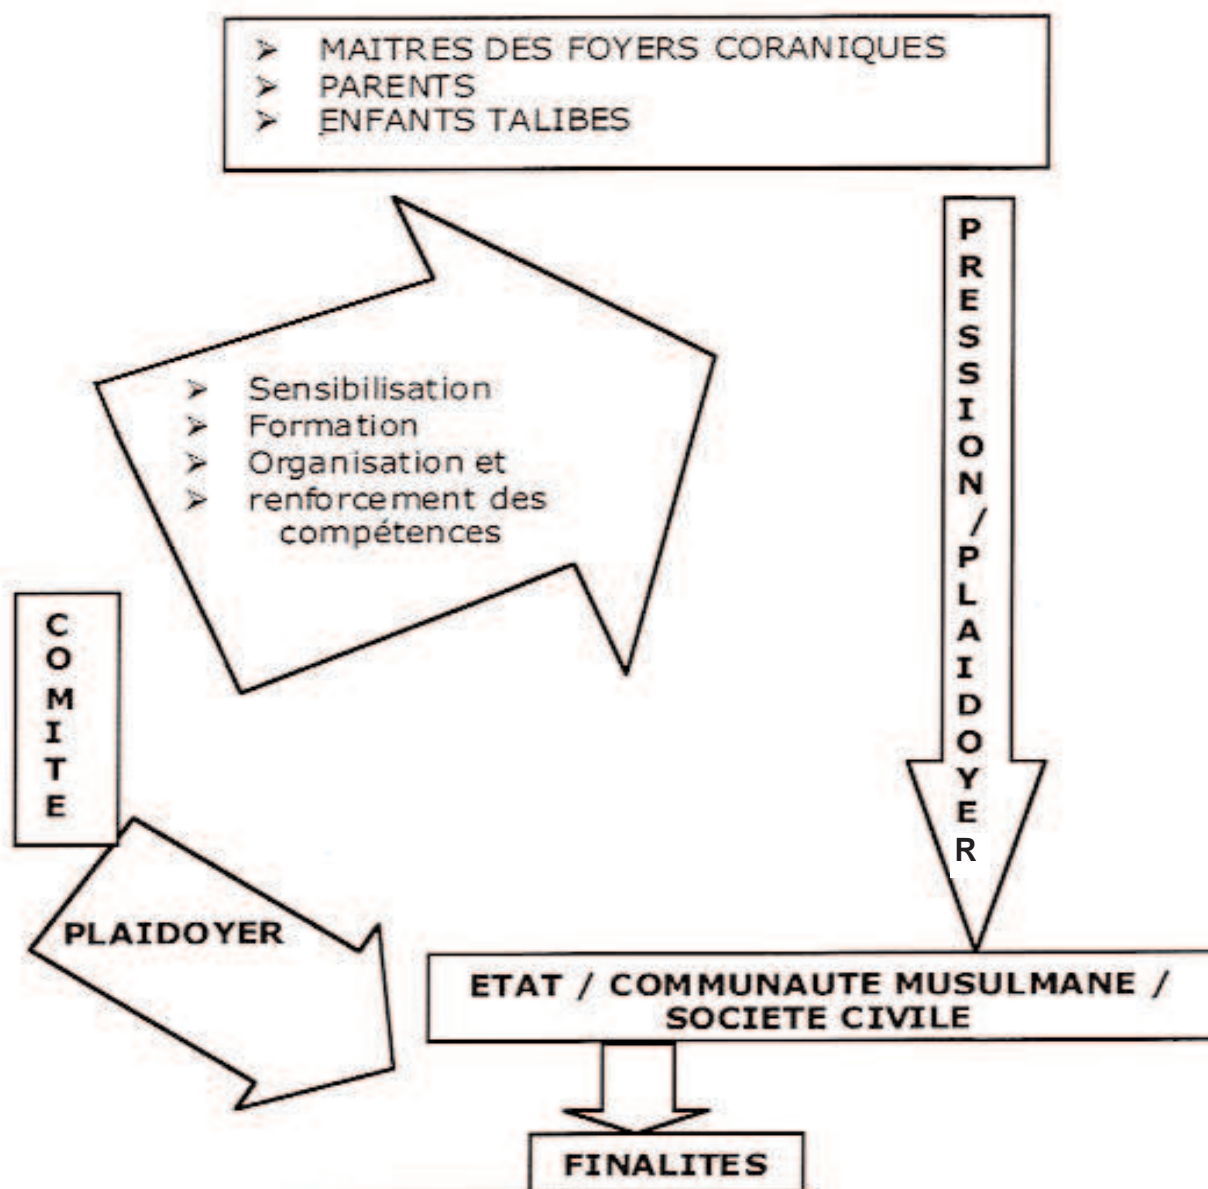 ➢ MAITRES DES FOYERS CORANIQUES
➢ PARENTS
➢ ENFANTS TALIBES
PRESSION/PLAIDOYER
➢ Sensibilisation
➢ Formation
➢ Organisation et
➢ renforcement des
compétences
COMITE
PLAIDOYER
ETAT / COMMUNAUTE MUSULMANE /
SOCIETE CIVILE
FINALITES